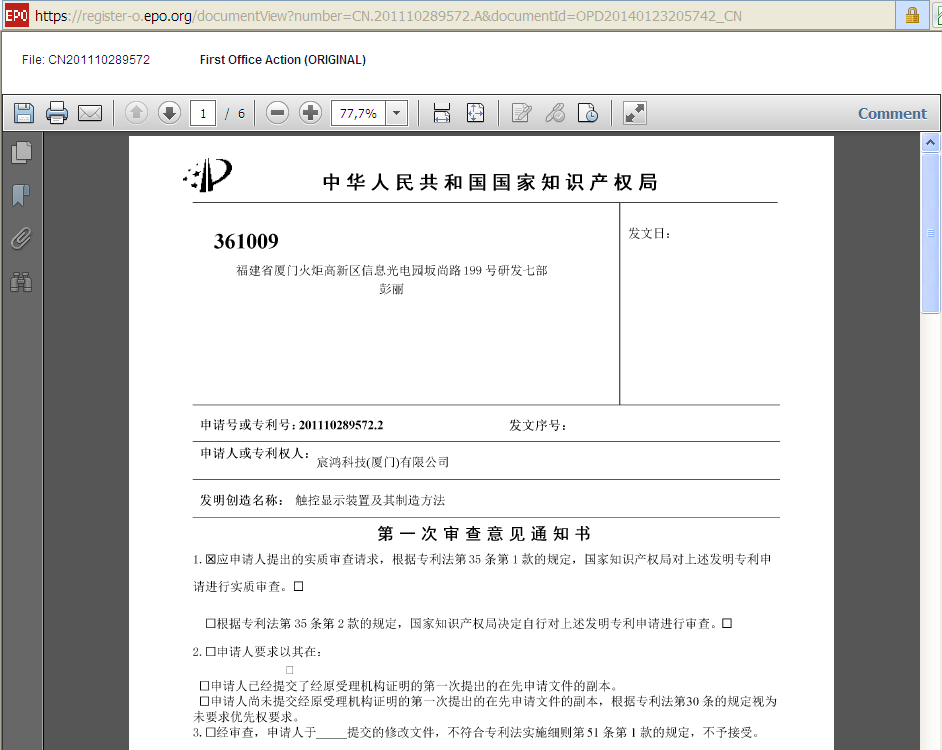 EPO https://register-o.epo.org/documentView?number=CN.201110289572.A&documentId=OPD20140123205742_CN
File: CN201110289572 First Office Action (ORIGINAL)
1 / 6 77,7% Comment
中华人民共和国国家知识产权局
361009
发文日：
福建省厦门火炬高新区信息光电园坂尚路 199 号研发七部
彭丽
申请号或专利号：201110289572.2 发文序号：
申请人或专利权人： 宸鸿科技(厦门)有限公司
发明创造名称： 触控显示装置及其制造方法
第一次审查意见通知书
1. ☒应申请人提出的实质审查请求，根据专利法第 35 条第 1 款的规定，国家知识产权局对上述发明专利申
请进行实质审查。☐
☐根据专利法第 35 条第 2 款的规定，国家知识产权局决定自行对上述发明专利申请进行审查。☐
2. ☐申请人要求以其在：
☐
☐申请人已经提交了经原受理机构证明的第一次提出的在先申请文件的副本。
☐申请人尚未提交经原受理机构证明的第一次提出的在先申请文件的副本，根据专利法第30 条的规定视为
未要求优先权要求。
3. ☐经审查，申请人于_____提交的修改文件，不符合专利法实施细则第 51 条第 1 款的规定，不予接受。